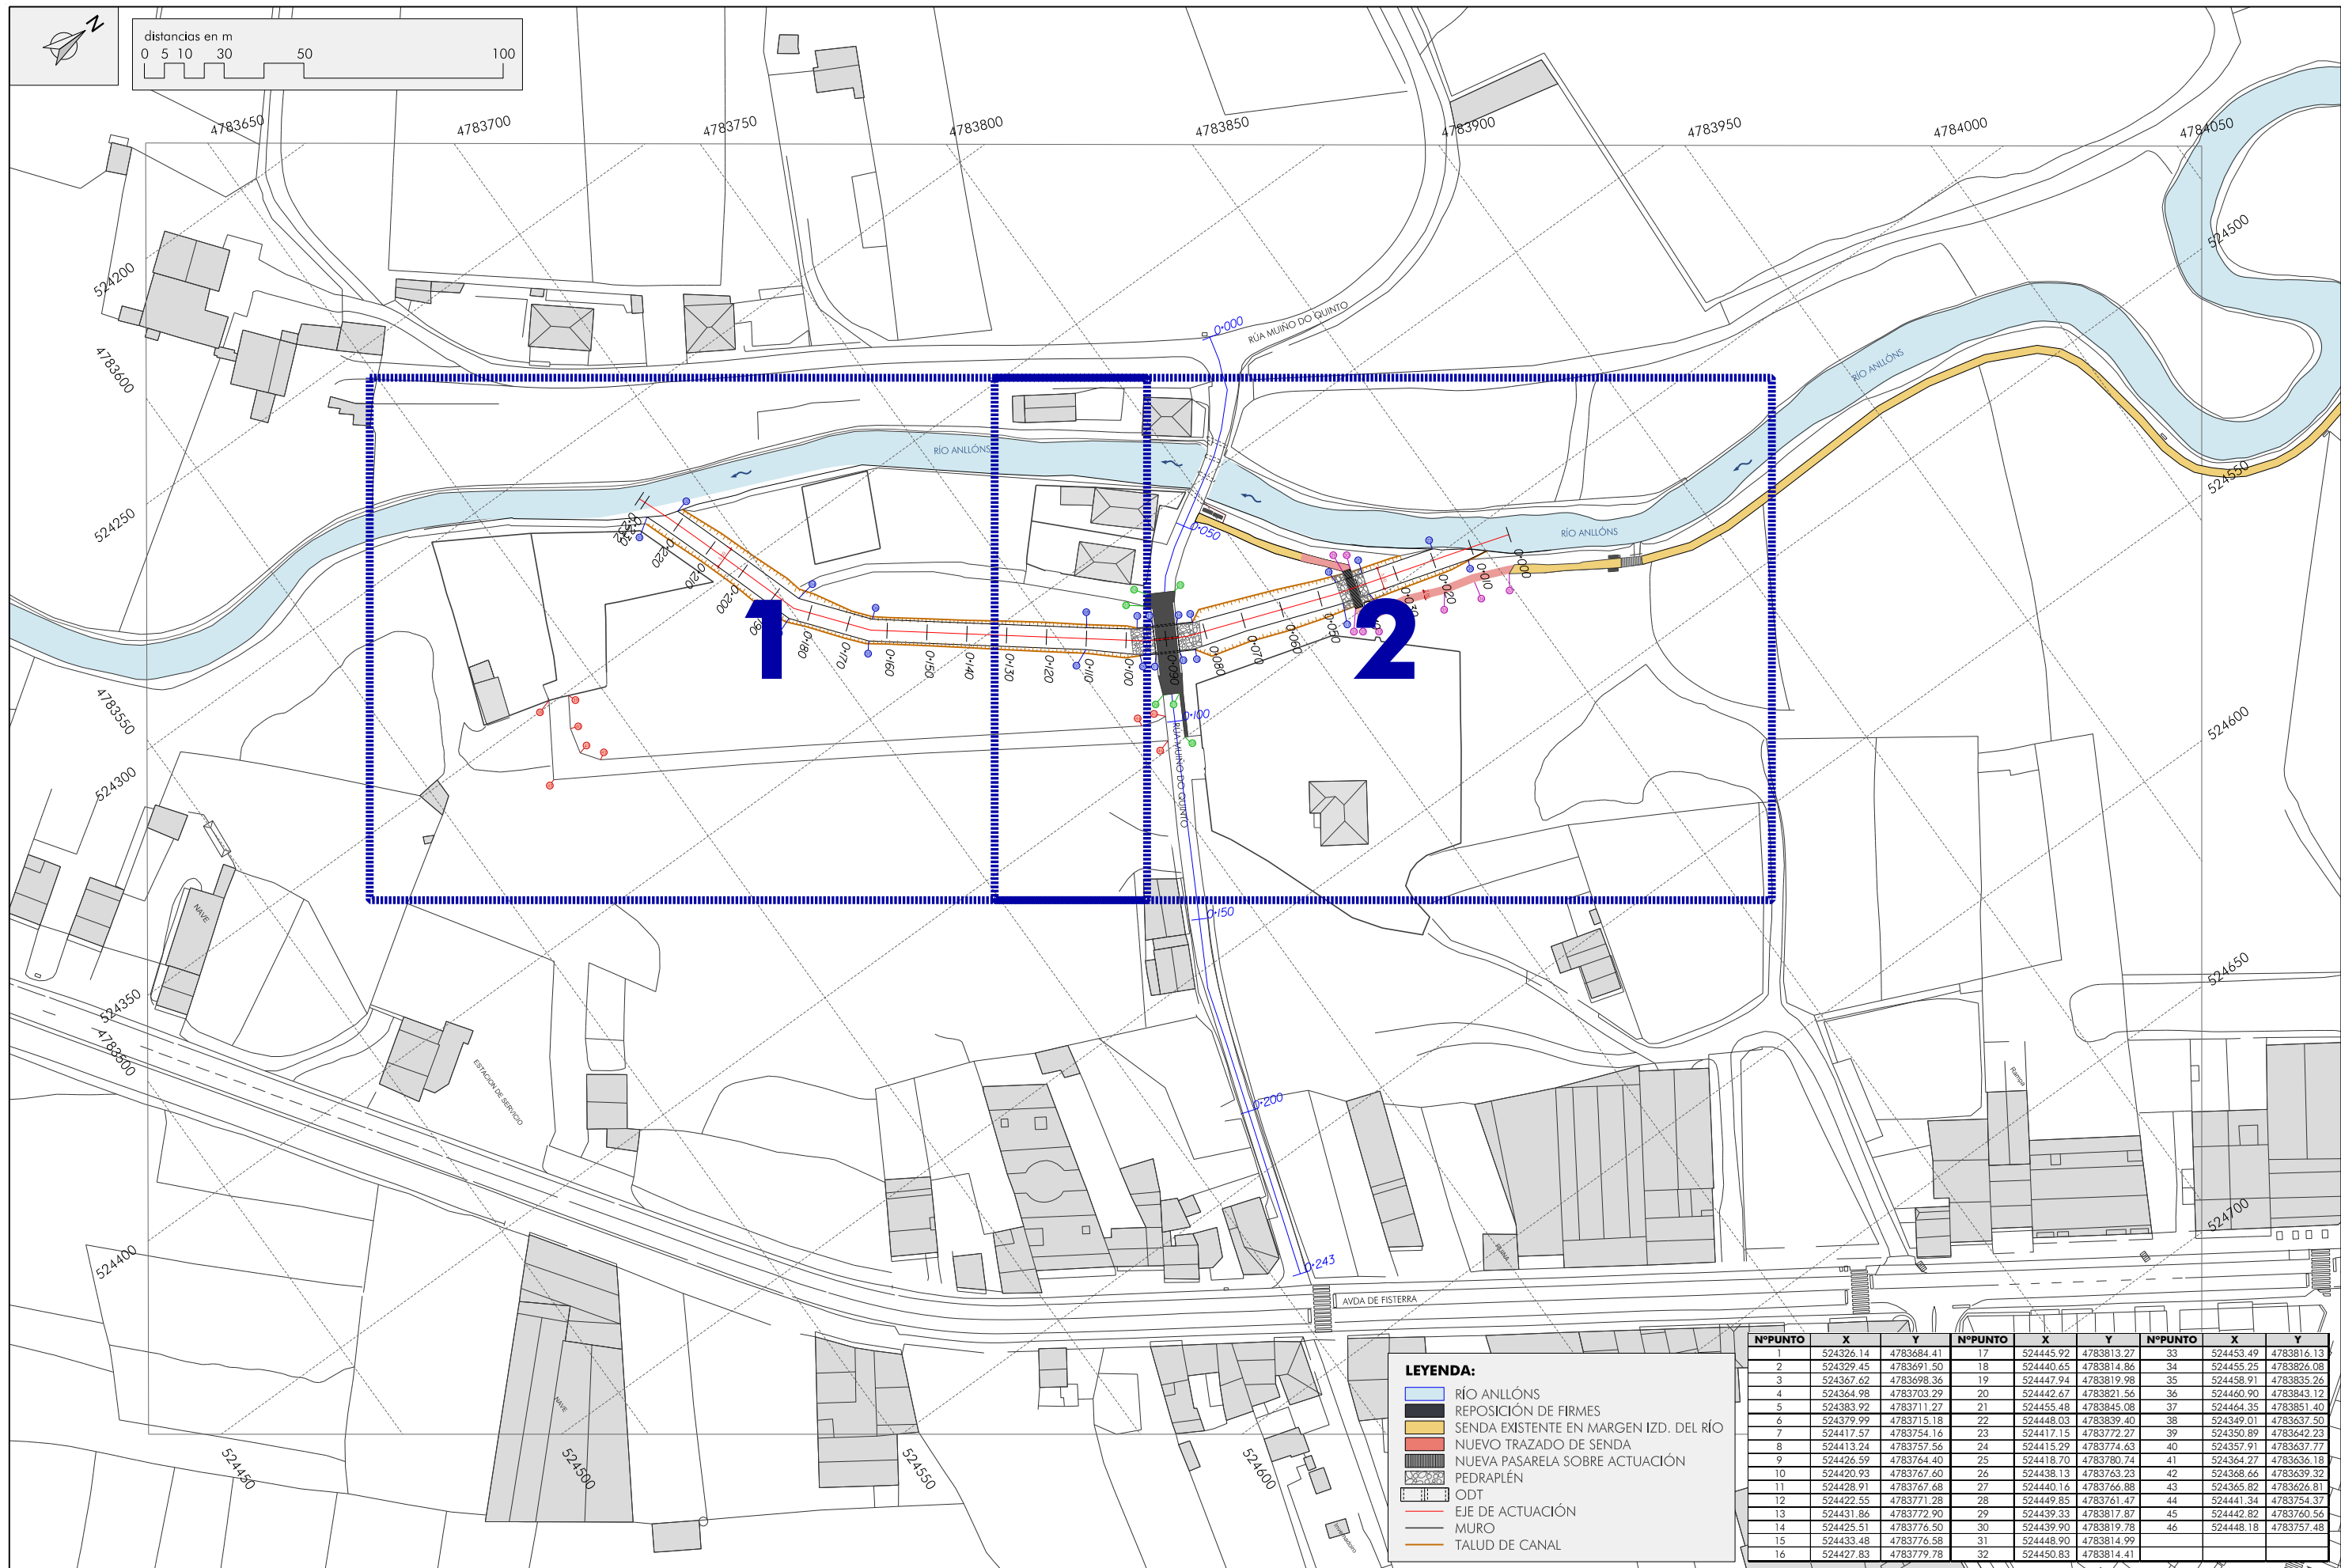 N
distancias en m
0 5 10 30 50 100
4783650
4783700
4783750
4783800
4783850
4783900
4783950
4784000
4784050
524200
4783600
524250
4783550
524300
524350
4783500
524400
524450
524500
524550
524600
524500
524550
524600
524650
524700
RÚA MUIÑO DO QUINTO
RÍO ANLLÓNS
RÍO ANLLÓNS
RÍO ANLLÓNS
RÚA MUIÑO DO QUINTO
0+000
0+050
0+100
0+150
0+200
0+243
1
2
0+220
0+210
0+200
0+190
0+180
0+170
0+160
0+150
0+140
0+130
0+120
0+110
0+100
0+090
0+080
0+070
0+060
0+050
0+030
0+020
0+010
0+000
NAVE
ESTACION DE SERVICIO
NAVE
Rampa
AVDA DE FISTERRA
LEYENDA:
RÍO ANLLÓNS
REPOSICIÓN DE FIRMES
SENDA EXISTENTE EN MARGEN IZD. DEL RÍO
NUEVO TRAZADO DE SENDA
NUEVA PASARELA SOBRE ACTUACIÓN
PEDRAPLÉN
ODT
EJE DE ACTUACIÓN
MURO
TALUD DE CANAL
NºPUNTO X Y NºPUNTO X Y NºPUNTO X Y
1 524326.14 4783684.41 17 524445.92 4783813.27 33 524453.49 4783816.13
2 524329.45 4783691.50 18 524440.65 4783814.86 34 524455.25 4783826.08
3 524367.62 4783698.36 19 524447.94 4783819.98 35 524458.91 4783835.26
4 524364.98 4783703.29 20 524442.67 4783821.56 36 524460.90 4783843.12
5 524383.92 4783711.27 21 524455.48 4783845.08 37 524464.35 4783851.40
6 524379.99 4783715.18 22 524448.03 4783839.40 38 524349.01 4783637.50
7 524417.57 4783754.16 23 524417.15 4783772.27 39 524350.89 4783642.23
8 524413.24 4783757.56 24 524415.29 4783774.63 40 524357.91 4783637.77
9 524426.59 4783764.40 25 524418.70 4783780.74 41 524364.27 4783636.18
10 524420.93 4783767.60 26 524438.13 4783763.23 42 524368.66 4783639.32
11 524428.91 4783767.68 27 524440.16 4783766.88 43 524365.82 4783626.81
12 524422.55 4783771.28 28 524449.85 4783761.47 44 524441.34 4783754.37
13 524431.86 4783772.90 29 524439.33 4783817.87 45 524442.82 4783760.56
14 524425.51 4783776.50 30 524439.90 4783819.78 46 524448.18 4783757.48
15 524433.48 4783776.58 31 524448.90 4783814.99
16 524427.83 4783779.78 32 524450.83 4783814.41